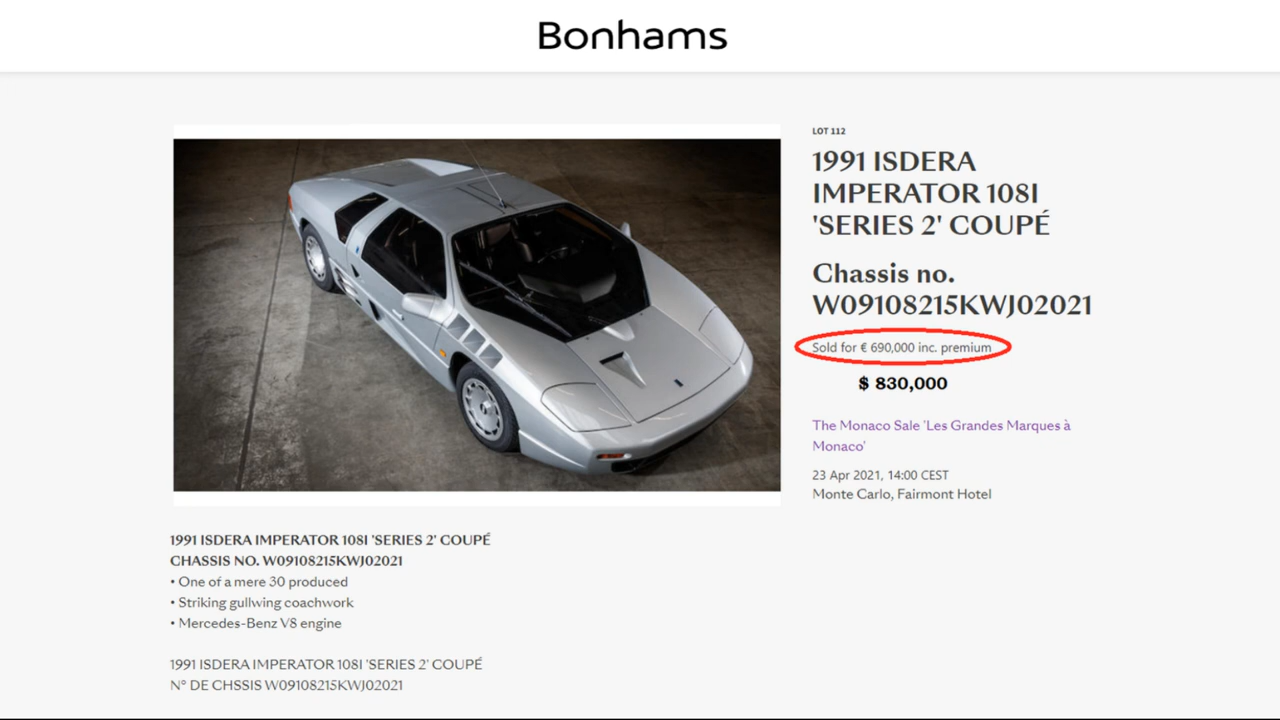 Bonhams
LOT 112
1991 ISDERA
IMPERATOR 108I
'SERIES 2' COUPÉ
Chassis no.
W09108215KWJ02021
Sold for € 690,000 inc. premium
$ 830,000
The Monaco Sale 'Les Grandes Marques à
Monaco'
23 Apr 2021, 14:00 CEST
Monte Carlo, Fairmont Hotel
1991 ISDERA IMPERATOR 108I 'SERIES 2' COUPÉ
CHASSIS NO. W09108215KWJ02021
• One of a mere 30 produced
• Striking gullwing coachwork
• Mercedes-Benz V8 engine
1991 ISDERA IMPERATOR 108I 'SERIES 2' COUPÉ
N° DE CHSSIS W09108215KWJ02021